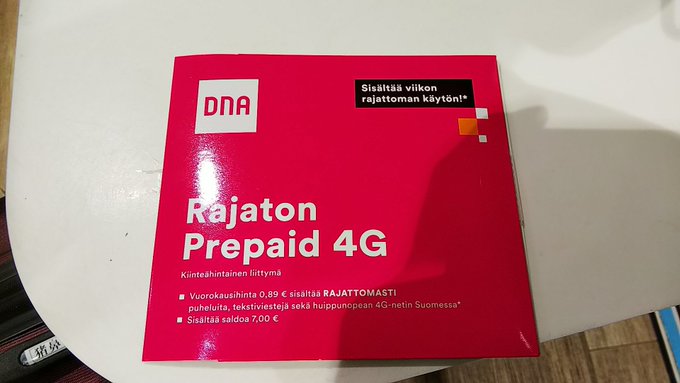 DNA
Sisältää viikon
rajattoman käytön!*
Rajaton
Prepaid 4G
Kiinteähintainen liittymä
Vuorokausihinta 0,89 € sisältää RAJATTOMASTI
puheluita, tekstiviestejä sekä huippunopean 4G-netin Suomessa*
Sisältää saldoa 7,00 €